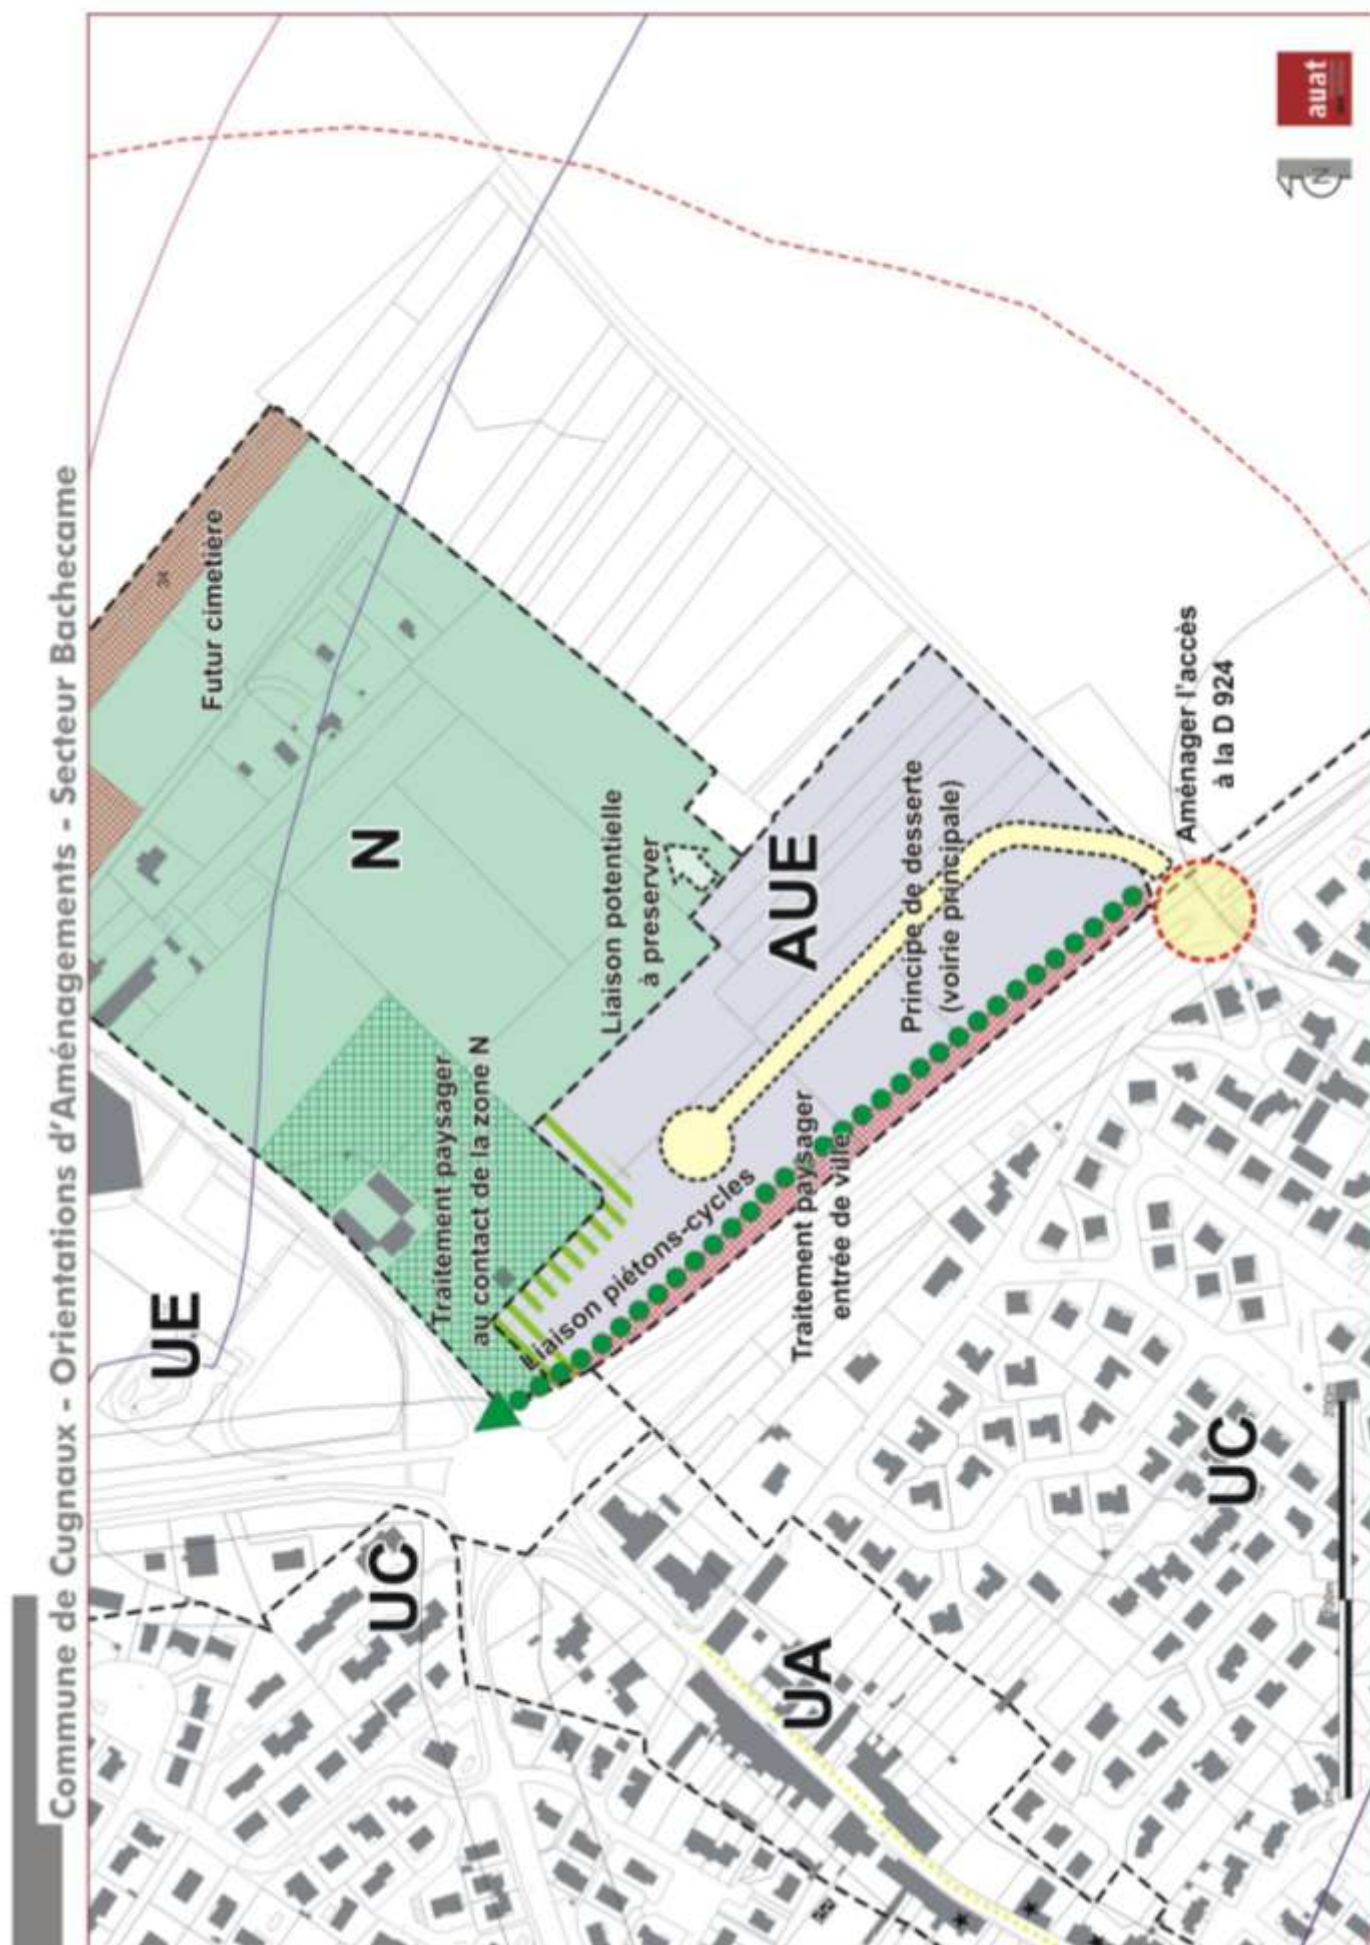 Commune de Cugnaux - Orientations d'Aménagements - Secteur Bachecame
auat
N
34
Futur cimetière
N
UE
Traitement paysager
au contact de la zone N
Liaison potentielle
à preserver
UC
AUE
Liaison piétons-cycles
Principe de desserte
(voirie principale)
Traitement paysager
entrée de ville
Aménager l'accès
à la D 924
UA
UC